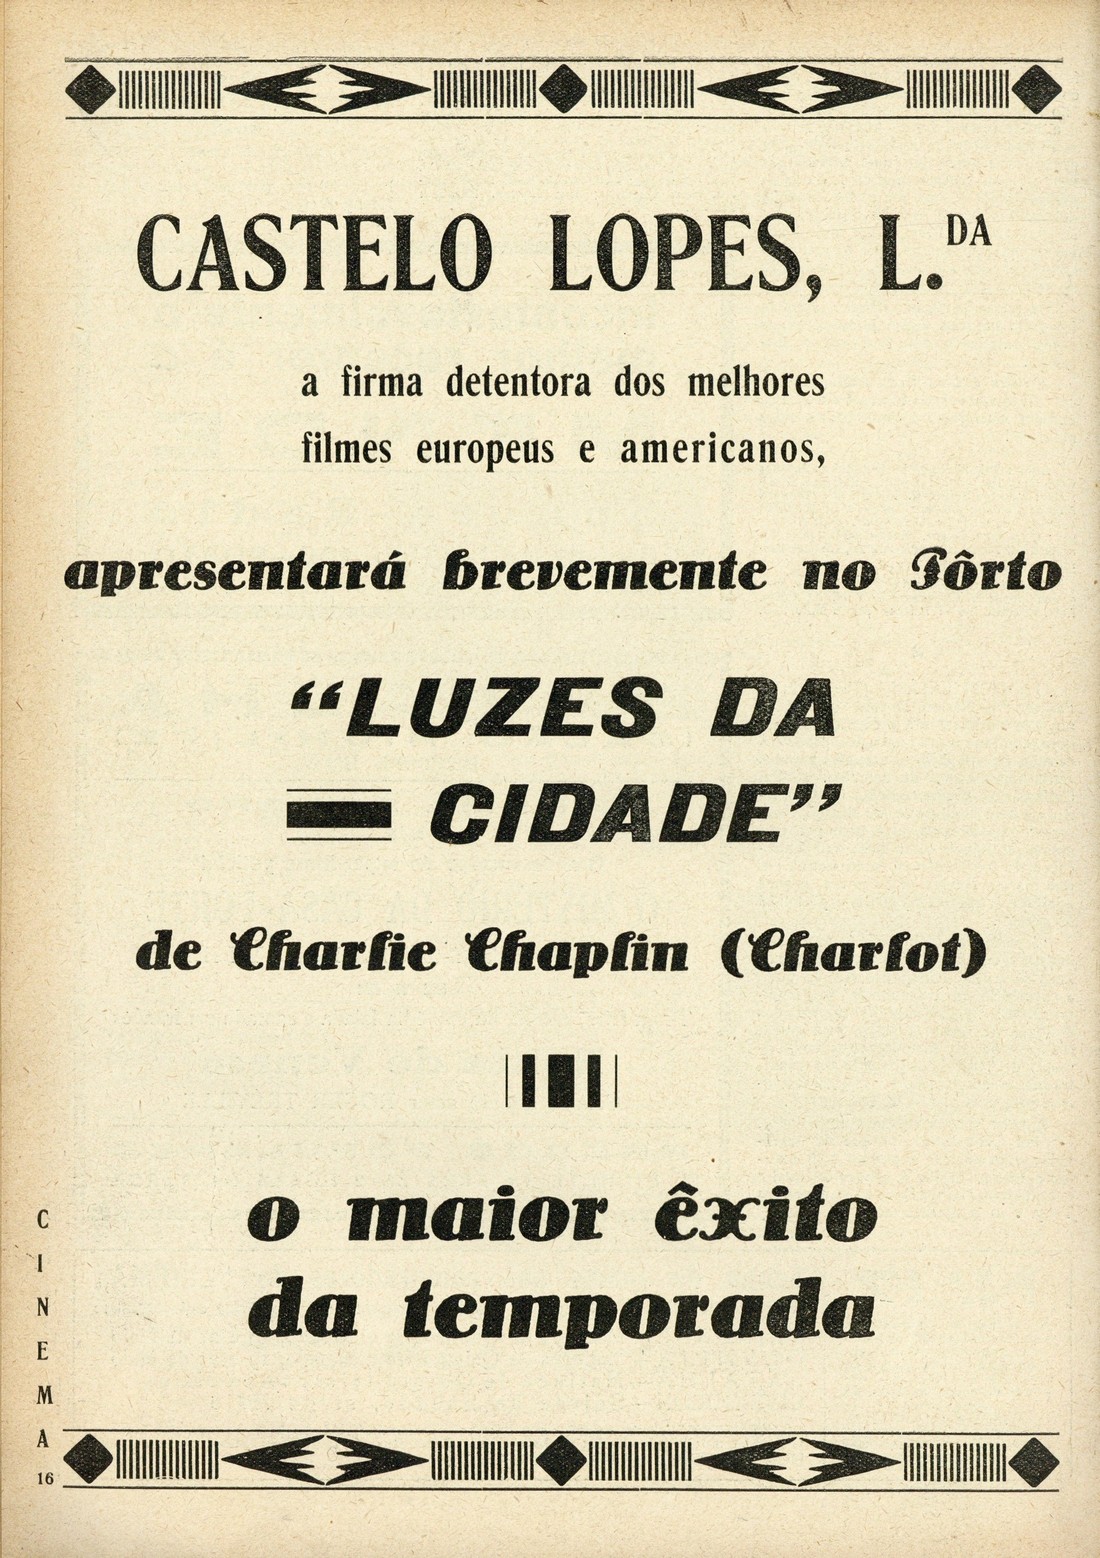 CASTELO LOPES, L.DA
a firma detentora dos melhores
filmes europeus e americanos,
apresentará brevemente no Pôrto
“LUZES DA
CIDADE”
de Charlie Chaplin (Charlot)
o maior êxito
da temporada
CINEMA
16